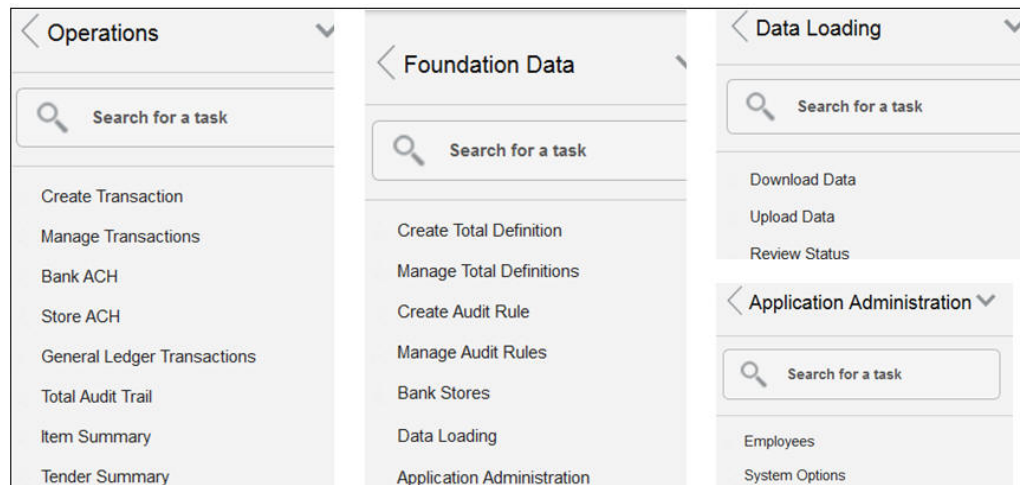 Operations
Search for a task
Create Transaction
Manage Transactions
Bank ACH
Store ACH
General Ledger Transactions
Total Audit Trail
Item Summary
Tender Summary
Foundation Data
Search for a task
Create Total Definition
Manage Total Definitions
Create Audit Rule
Manage Audit Rules
Bank Stores
Data Loading
Application Administration
Data Loading
Search for a task
Download Data
Upload Data
Review Status
Application Administration
Search for a task
Employees
System Options